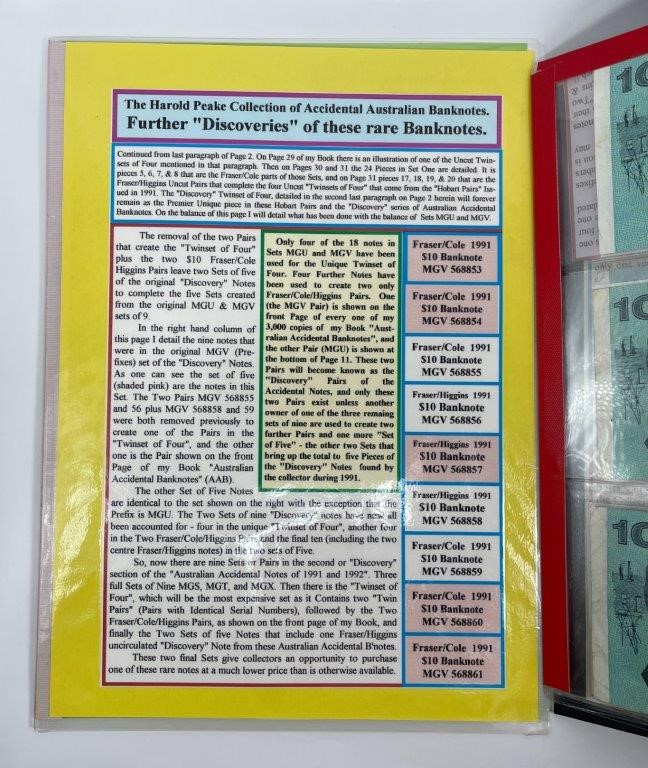 The Harold Peake Collection of Accidental Australian Banknotes.
Further "Discoveries" of these rare Banknotes.
Continued from last paragraph of Page 2. On Page 29 of my Book there is an illustration of one of the Uncut Twin-
sets of Four mentioned in that paragraph. Then on Pages 30 and 31 the 24 Pieces in Set One are detailed. It is
pieces 5, 6, 7, & 8 that are the Fraser/Cole parts of those Sets, and on Page 31 pieces 17, 18, 19, & 20 that are the
Fraser/Higgins Uncut Pairs that complete the four Uncut "Twinsets of Four" that come from the "Hobart Pairs" Iss-
ued in 1991. The "Discovery" Twinset of Four, detailed in the second last paragraph on Page 2 herein will forever
remain as the Premier Unique piece in these Hobart Pairs and the "Discovery" series of Australian Accidental
Banknotes. On the balance of this page I will detail what has been done with the balance of Sets MGU and MGV.
The removal of the two Pairs
that create the "Twinset of Four"
plus the two $10 Fraser/Cole
Higgins Pairs leave two Sets of five
of the original "Discovery" Notes
to complete the five Sets created
from the original MGU & MGV
sets of 9.
In the right hand column of
this page I detail the nine notes that
were in the original MGV (Pre-
fixes) set of the "Discovery" Notes.
As one can see the set of five
(shaded pink) are the notes in this
Set. The Two Pairs MGV 568855
and 56 plus MGV 568858 and 59
were both removed previously to
create one of the Pairs in the
"Twinset of Four", and the other
one is the Pair shown on the front
Page of my Book "Australian
Accidental Banknotes" (AAB).
The other Set of Five Notes
are identical to the set shown on the right with the exception that the
Prefix is MGU. The Two Sets of nine "Discovery" notes have now all
been accounted for - four in the unique "Twinset of Four", another four
in the Two Fraser/Cole/Higgins Pairs and the final ten (including the two
centre Fraser/Higgins notes) in the two sets of Five.
So, now there are nine Sets or Pairs in the second or "Discovery"
section of the "Australian Accidental Notes of 1991 and 1992". Three
full Sets of Nine MGS, MGT, and MGX. Then there is the "Twinset of
Four", which will be the most expensive set as it Contains two "Twin
Pairs" (Pairs with Identical Serial Numbers), followed by the Two
Fraser/Cole/Higgins Pairs, as shown on the front page of my Book, and
finally the Two Sets of five Notes that include one Fraser/Higgins
uncirculated "Discovery" Note from these Australian Accidental B'notes.
These two final Sets give collectors an opportunity to purchase
one of these rare notes at a much lower price than is otherwise available.
Only four of the 18 notes in
Sets MGU and MGV have been
used for the Unique Twinset of
Four. Four Further Notes have
been used to create two only
Fraser/Cole/Higgins Pairs. One
(the MGV Pair) is shown on the
front Page of every one of my
3,000 copies of my Book "Aust-
ralian Accidental Banknotes", and
the other Pair (MGU) is shown at
the bottom of Page 11. These two
Pairs will become known as the
"Discovery" Pairs of the
Accidental Notes, and only these
two Pairs exist unless another
owner of one of the three remaing
sets of nine are used to create two
further Pairs and one more "Set
of Five" - the other two Sets that
bring up the total to five Pieces of
the "Discovery" Notes found by
the collector during 1991.
Fraser/Cole 1991
$10 Banknote
MGV 568853
Fraser/Cole 1991
$10 Banknote
MGV 568854
Fraser/Cole 1991
$10 Banknote
MGV 568855
Fraser/Higgins 1991
$10 Banknote
MGV 568856
Fraser/Higgins 1991
$10 Banknote
MGV 568857
Fraser/Higgins 1991
$10 Banknote
MGV 568858
Fraser/Cole 1991
$10 Banknote
MGV 568859
Fraser/Cole 1991
$10 Banknote
MGV 568860
Fraser/Cole 1991
$10 Banknote
MGV 568861
10
10
10